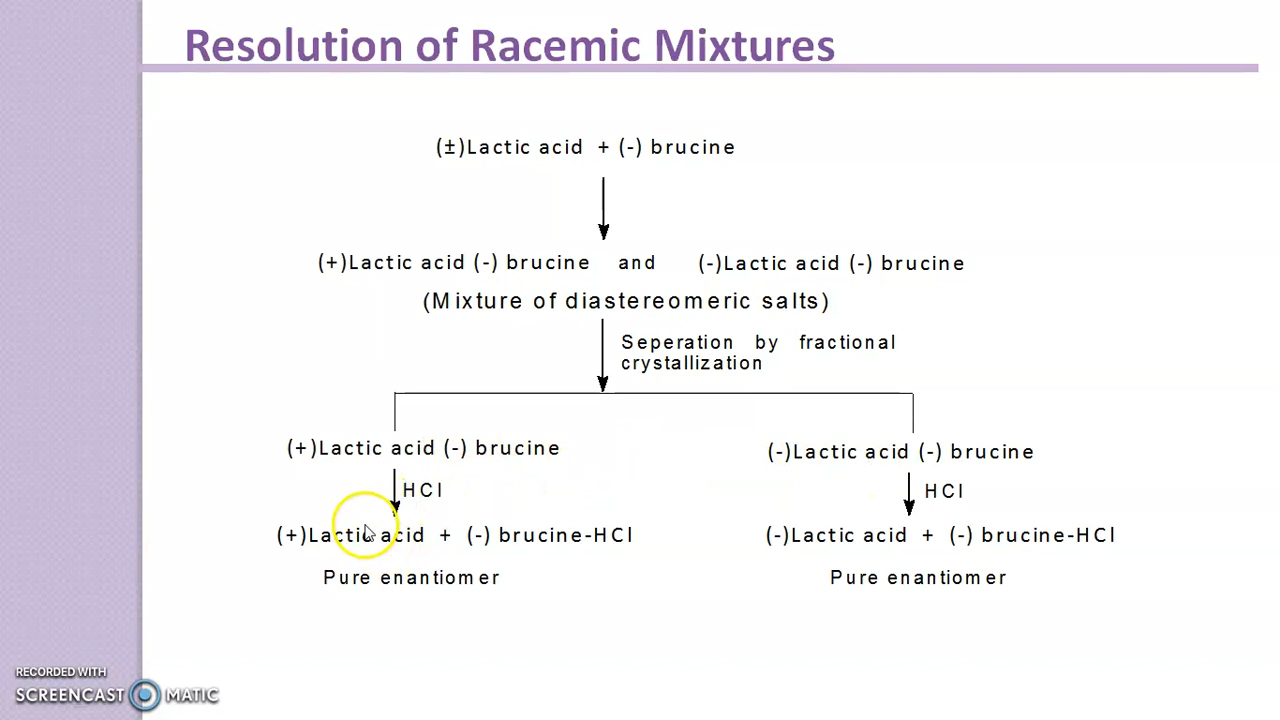 Resolution of Racemic Mixtures
(±)Lactic acid + (-) brucine
(+)Lactic acid (-) brucine and (-)Lactic acid (-) brucine
(Mixture of diastereomeric salts)
Seperation by fractional
crystallization
(+)Lactic acid (-) brucine (-)Lactic acid (-) brucine
HCl HCl
(+)Lactic acid + (-) brucine-HCl (-)Lactic acid + (-) brucine-HCl
Pure enantiomer Pure enantiomer
RECORDED WITH
SCREENCAST MATIC